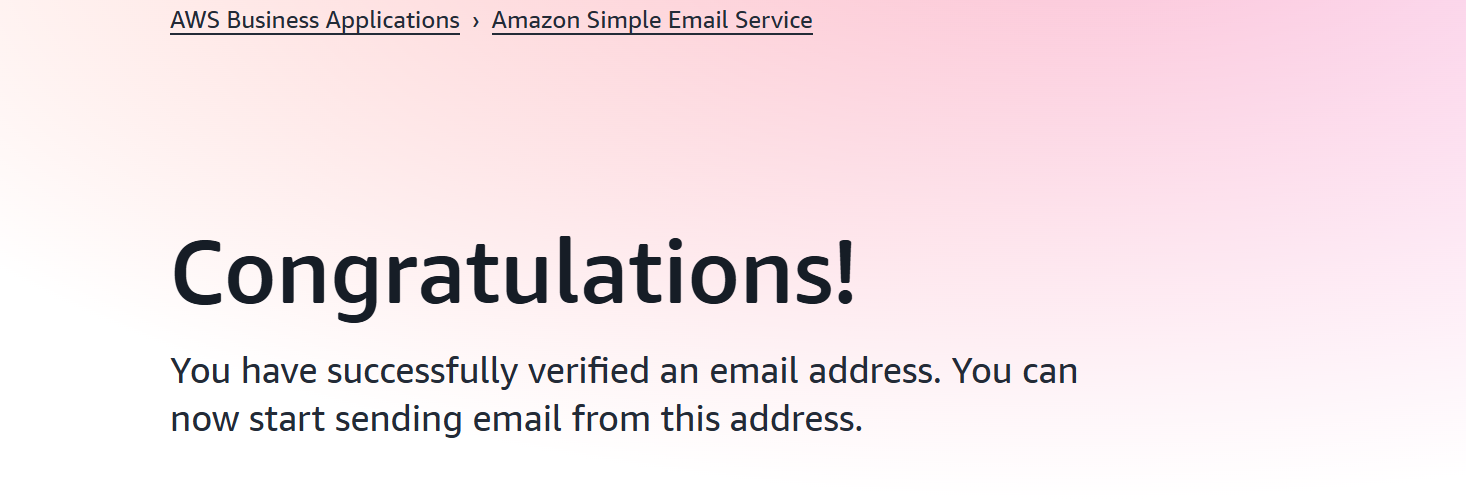 AWS Business Applications › Amazon Simple Email Service
Congratulations!
You have successfully verified an email address. You can
now start sending email from this address.